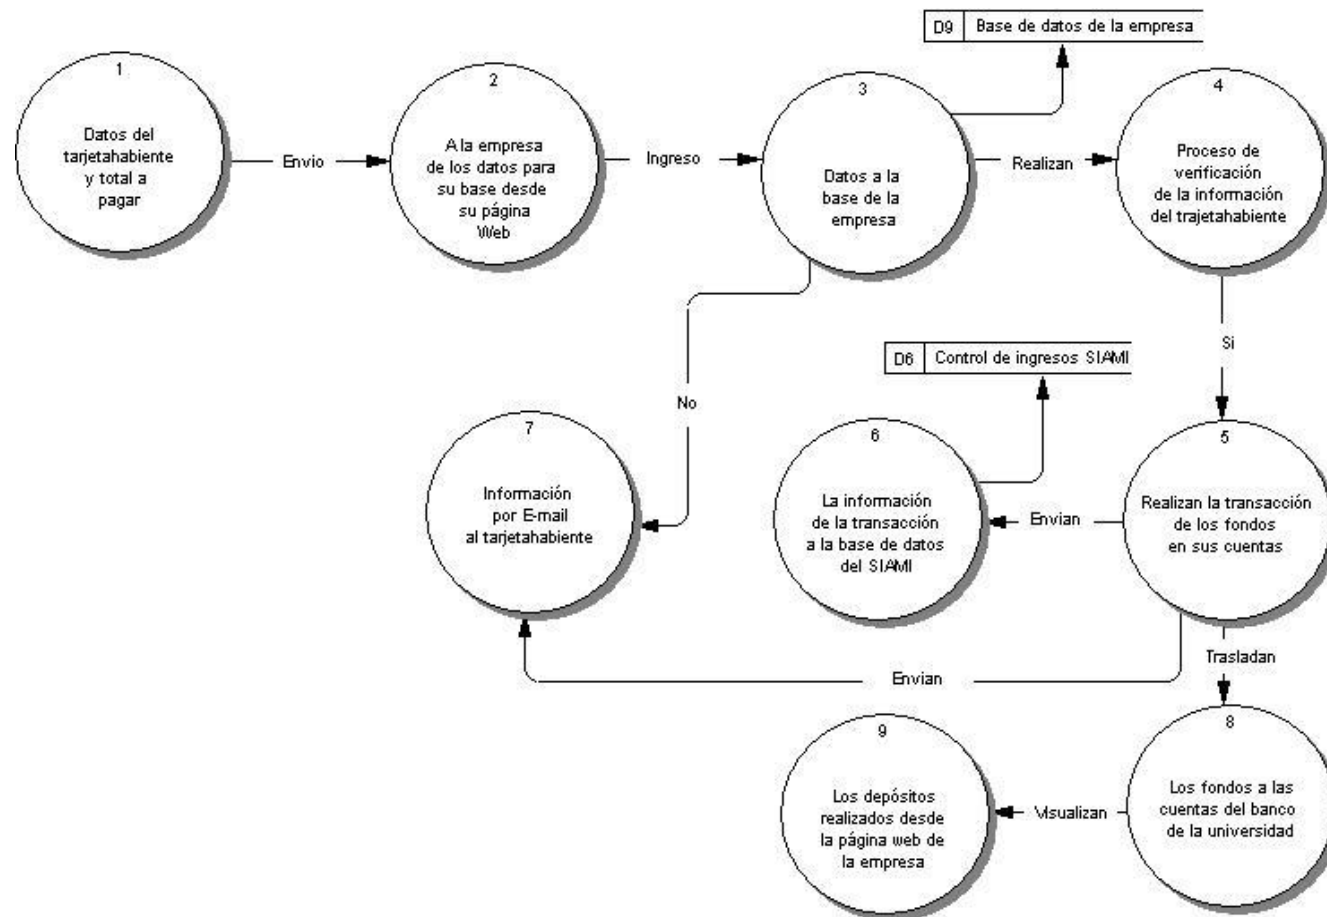 D9 Base de datos de la empresa
1
Datos del
tarjetahabiente
y total a
pagar
Envio
2
A la empresa
de los datos para
su base desde
su página
Web
Ingreso
3
Datos a la
base de la
empresa
Realizan
4
Proceso de
verificación
de la información
del trajetahabiente
Si
No
D6 Control de ingresos SIAMI
7
Información
por E-mail
al tarjetahabiente
6
La información
de la transacción
a la base de datos
del SIAMI
Envian
5
Realizan la transacción
de los fondos
en sus cuentas
Envian
Trasladan
9
Los depósitos
realizados desde
la página web de
la empresa
Visualizan
8
Los fondos a las
cuentas del banco
de la universidad